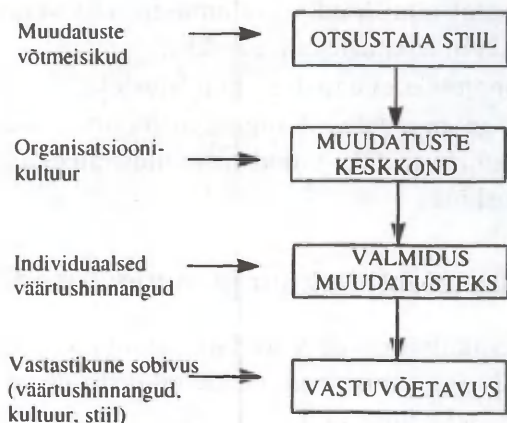 Muudatuste
võtmeisikud
OTSUSTAJA STIIL
Organisatsiooni-
kultuur
MUUDATUSTE
KESKKOND
Individuaalsed
väärtushinnangud
VALMIDUS
MUUDATUSTEKS
Vastastikune sobivus
(väärtushinnangud,
kultuur, stiil)
VASTUVÕETAVUS